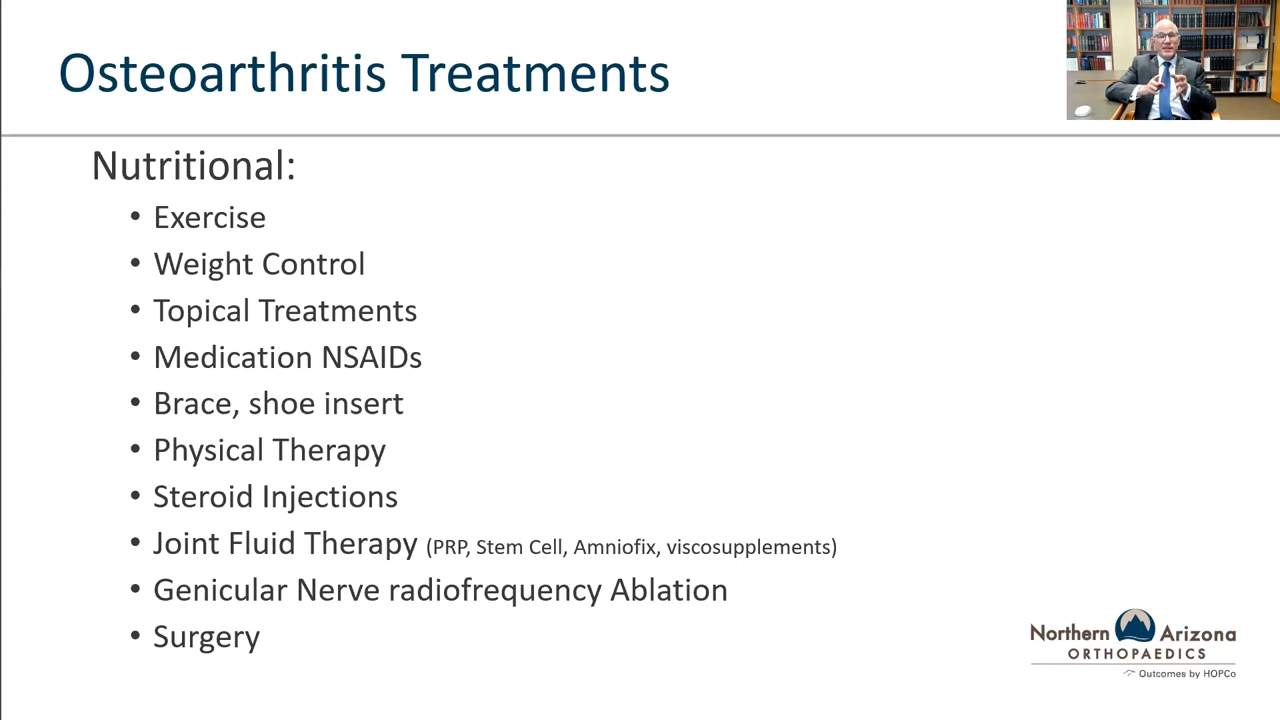 Osteoarthritis Treatments
Nutritional:
• Exercise
• Weight Control
• Topical Treatments
• Medication NSAIDs
• Brace, shoe insert
• Physical Therapy
• Steroid Injections
• Joint Fluid Therapy (PRP, Stem Cell, Amniofix, viscosupplements)
• Genicular Nerve radiofrequency Ablation
• Surgery
Northern Arizona
ORTHOPAEDICS
Outcomes by HOPCo